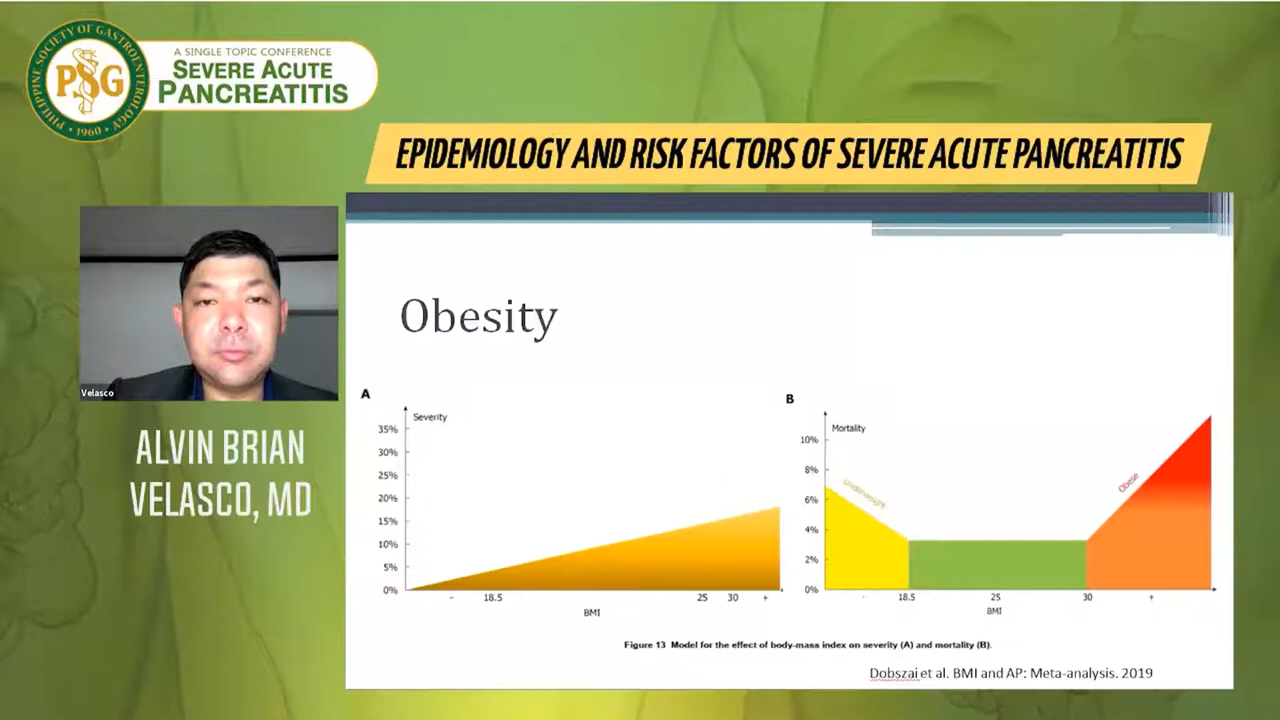 PHILIPPINE SOCIETY OF GASTROENTEROLOGY
PSG
• 1960 •
A SINGLE TOPIC CONFERENCE
SEVERE ACUTE
PANCREATITIS
EPIDEMIOLOGY AND RISK FACTORS OF SEVERE ACUTE PANCREATITIS
Velasco
ALVIN BRIAN
VELASCO, MD
Obesity
A
Severity
35%
30%
25%
20%
15%
10%
5%
0%
- 18.5 25 30 +
BMI
B
Mortality
10%
8%
6%
4%
2%
0%
Underweight
Obese
- 18.5 25 30 +
BMI
Figure 13 Model for the effect of body-mass index on severity (A) and mortality (B).
Dobszai et al. BMI and AP: Meta-analysis. 2019